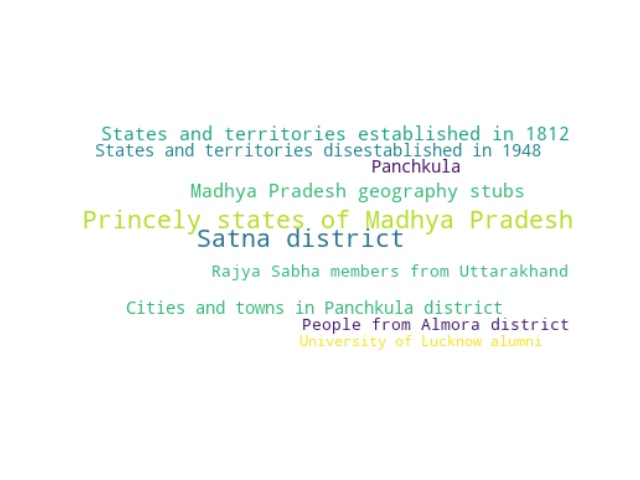 States and territories established in 1812
States and territories disestablished in 1948
Panchkula
Madhya Pradesh geography stubs
Princely states of Madhya Pradesh
Satna district
Rajya Sabha members from Uttarakhand
Cities and towns in Panchkula district
People from Almora district
University of Lucknow alumni